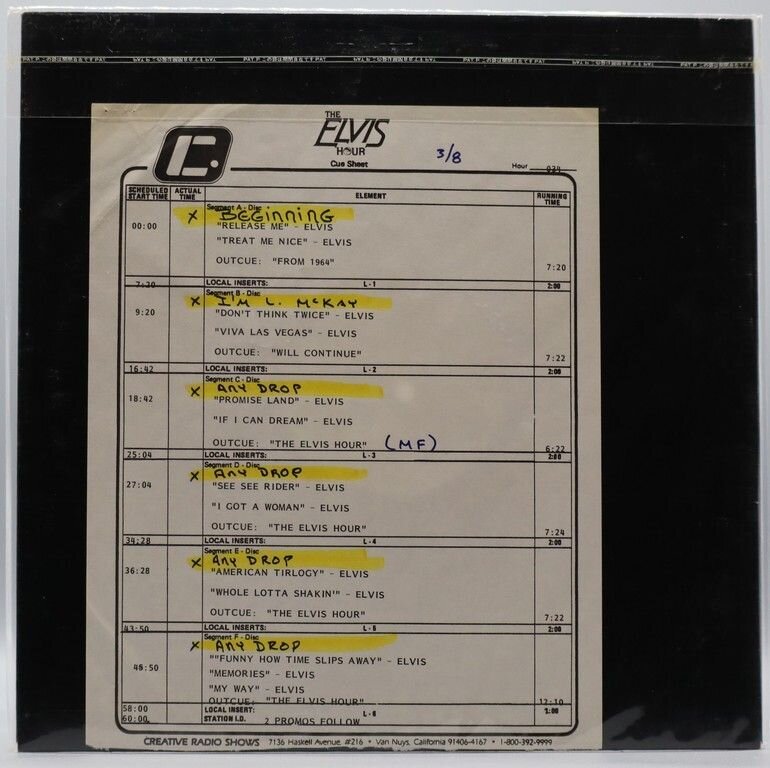 THE
ELVIS
HOUR
Cue Sheet
3/8
Hour 034
SCHEDULED START TIME ACTUAL TIME ELEMENT RUNNING TIME
Segment A - Disc
X BEGINNING
00:00 "RELEASE ME" - ELVIS
"TREAT ME NICE" - ELVIS
OUTCUE: "FROM 1964" 7:20
7:20 LOCAL INSERTS: L-1 2:00
Segment B - Disc
X I'M L. McKAY
9:20 "DON'T THINK TWICE" - ELVIS
"VIVA LAS VEGAS" - ELVIS
OUTCUE: "WILL CONTINUE" 7:22
16:42 LOCAL INSERTS: L-2 2:00
Segment C - Disc
X ANY DROP
18:42 "PROMISE LAND" - ELVIS
"IF I CAN DREAM" - ELVIS
OUTCUE: "THE ELVIS HOUR" (MF) 6:22
25:04 LOCAL INSERTS: L-3 2:00
Segment D - Disc
X ANY DROP
27:04 "SEE SEE RIDER" - ELVIS
"I GOT A WOMAN" - ELVIS
OUTCUE: "THE ELVIS HOUR" 7:24
34:28 LOCAL INSERTS: L-4 2:00
Segment E - Disc
X ANY DROP
36:28 "AMERICAN TIRLOGY" - ELVIS
"WHOLE LOTTA SHAKIN'" - ELVIS
OUTCUE: "THE ELVIS HOUR" 7:22
43:50 LOCAL INSERTS: L-5 2:00
Segment F - Disc
X ANY DROP
45:50 ""FUNNY HOW TIME SLIPS AWAY" - ELVIS
"MEMORIES" - ELVIS
"MY WAY" - ELVIS
OUTCUE: "THE ELVIS HOUR" 12:10
58:00 LOCAL INSERT: L-6 1:00
60:00 STATION I.D. 2 PROMOS FOLLOW
CREATIVE RADIO SHOWS 7136 Haskell Avenue, #216 • Van Nuys, California 91406-4167 • 1-800-392-9999